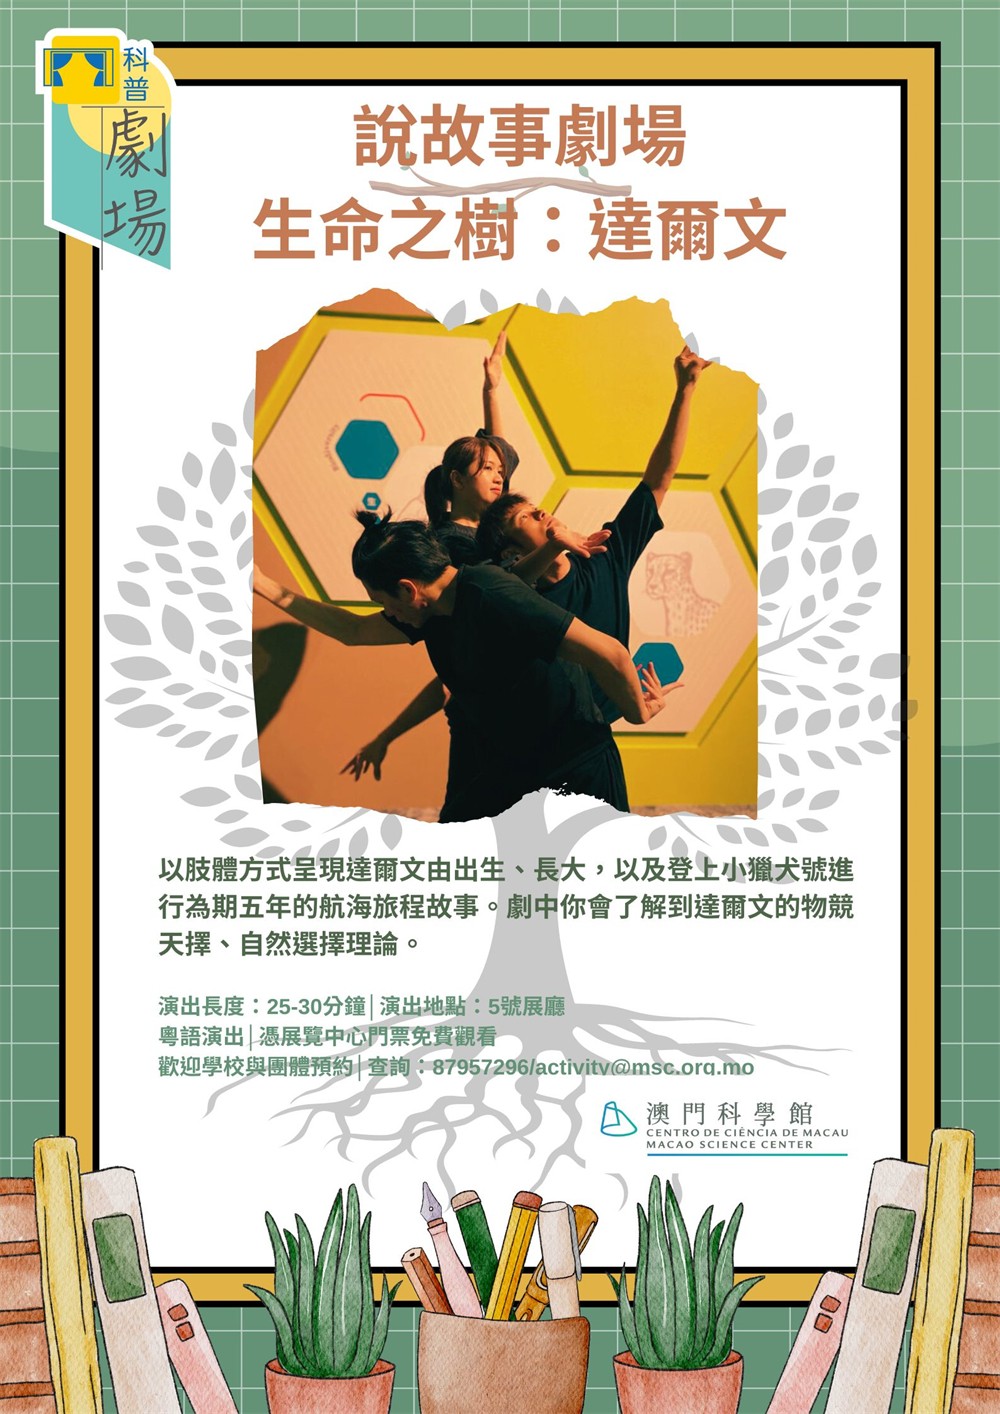 科普
劇場
說故事劇場
生命之樹：達爾文
以肢體方式呈現達爾文由出生、長大，以及登上小獵犬號進
行為期五年的航海旅程故事。劇中你會了解到達爾文的物競
天擇、自然選擇理論。
演出長度：25-30分鐘│演出地點：5號展廳
粵語演出│憑展覽中心門票免費觀看
歡迎學校與團體預約│查詢：87957296/activity@msc.org.mo
澳門科學館
CENTRO DE CIÊNCIA DE MACAU
MACAO SCIENCE CENTER